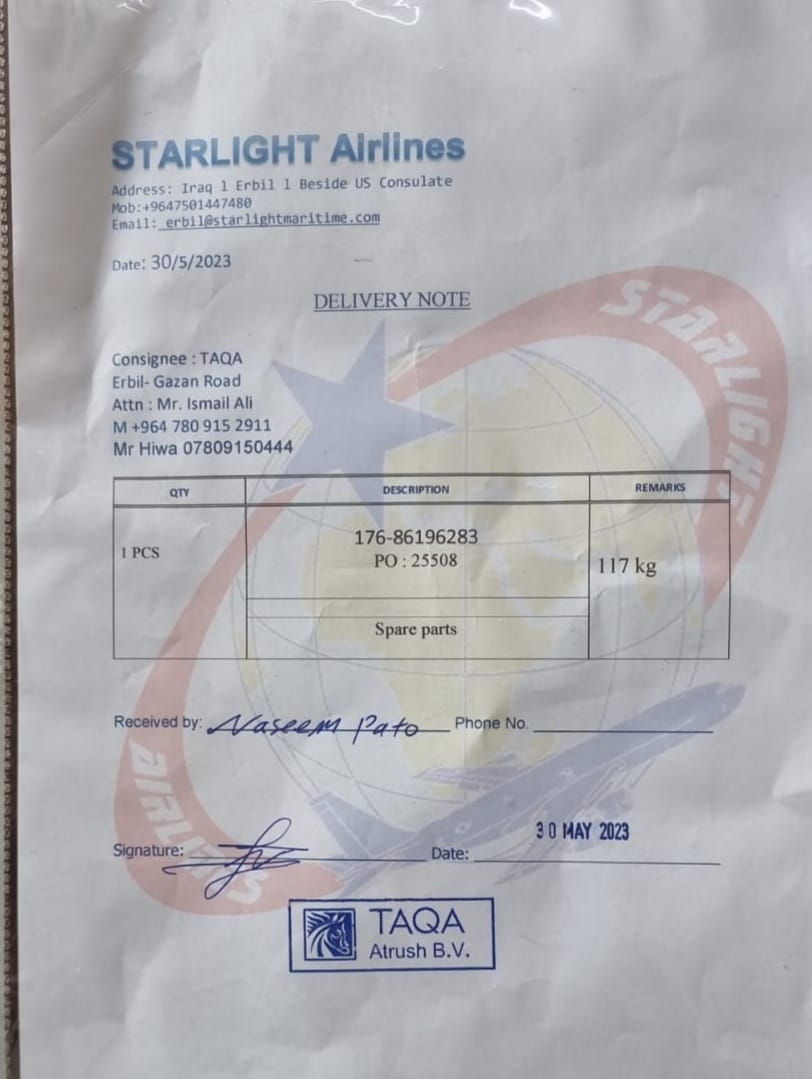 STARLIGHT Airlines
Address: Iraq 1 Erbil 1 Beside US Consulate
Mob:+9647501447480
Email: erbil@starlightmaritime.com
Date: 30/5/2023
DELIVERY NOTE
STARLIGHT
Consignee : TAQA
Erbil- Gazan Road
Attn : Mr. Ismail Ali
M +964 780 915 2911
Mr Hiwa 07809150444
QTY DESCRIPTION REMARKS
1 PCS 176-86196283 117 kg
PO : 25508
Spare parts
Received by: Naseem Pato Phone No.
Signature: Date: 30 MAY 2023
TAQA
Atrush B.V.